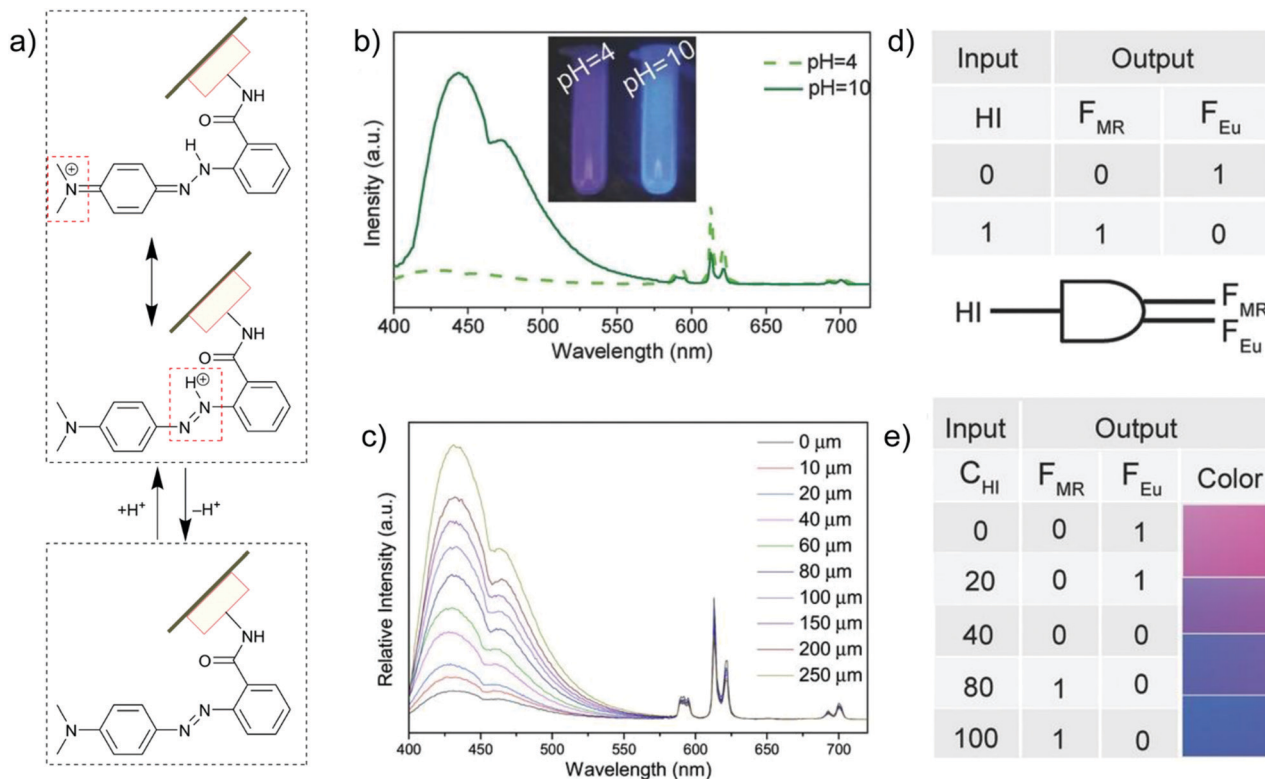 a)
NH
O
H
N
N
N
⊕
NH
O
H
⊕
N
N
N
+H⁺
–H⁺
NH
O
N
N
N
b)
pH=4
pH=10
pH=4
pH=10
Inensity (a.u.)
400 450 500 550 600 650 700
Wavelength (nm)
c)
0 μm
10 μm
20 μm
40 μm
60 μm
80 μm
100 μm
150 μm
200 μm
250 μm
Relative Intensity (a.u.)
400 450 500 550 600 650 700
Wavelength (nm)
d)
Input Output
HI F_MR F_Eu
0 0 1
1 1 0
HI F_MR
F_Eu
e)
Input Output
C_HI F_MR F_Eu Color
0 0 1
20 0 1
40 0 0
80 1 0
100 1 0